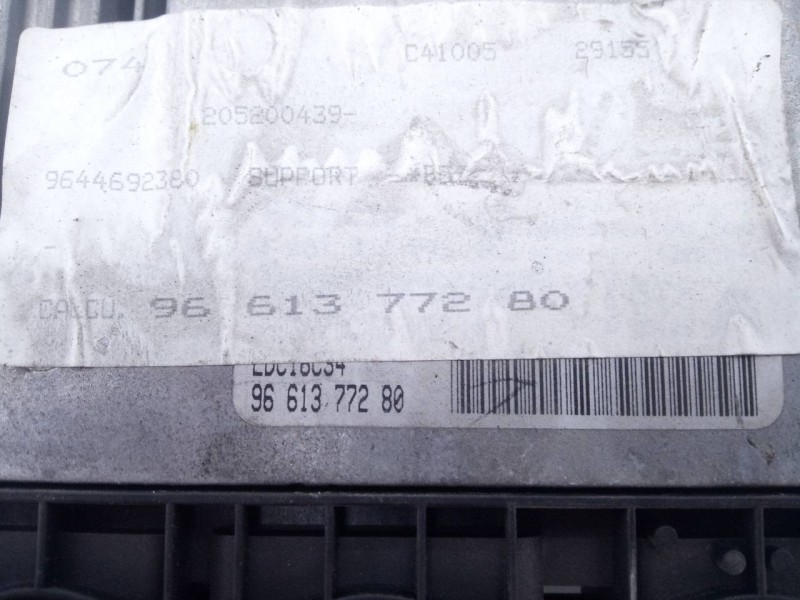 074 C41005 29155
205200439-
9644692380 SUPPORT
-
CALCU. 96 613 772 80
EDC16C34
96 613 772 80